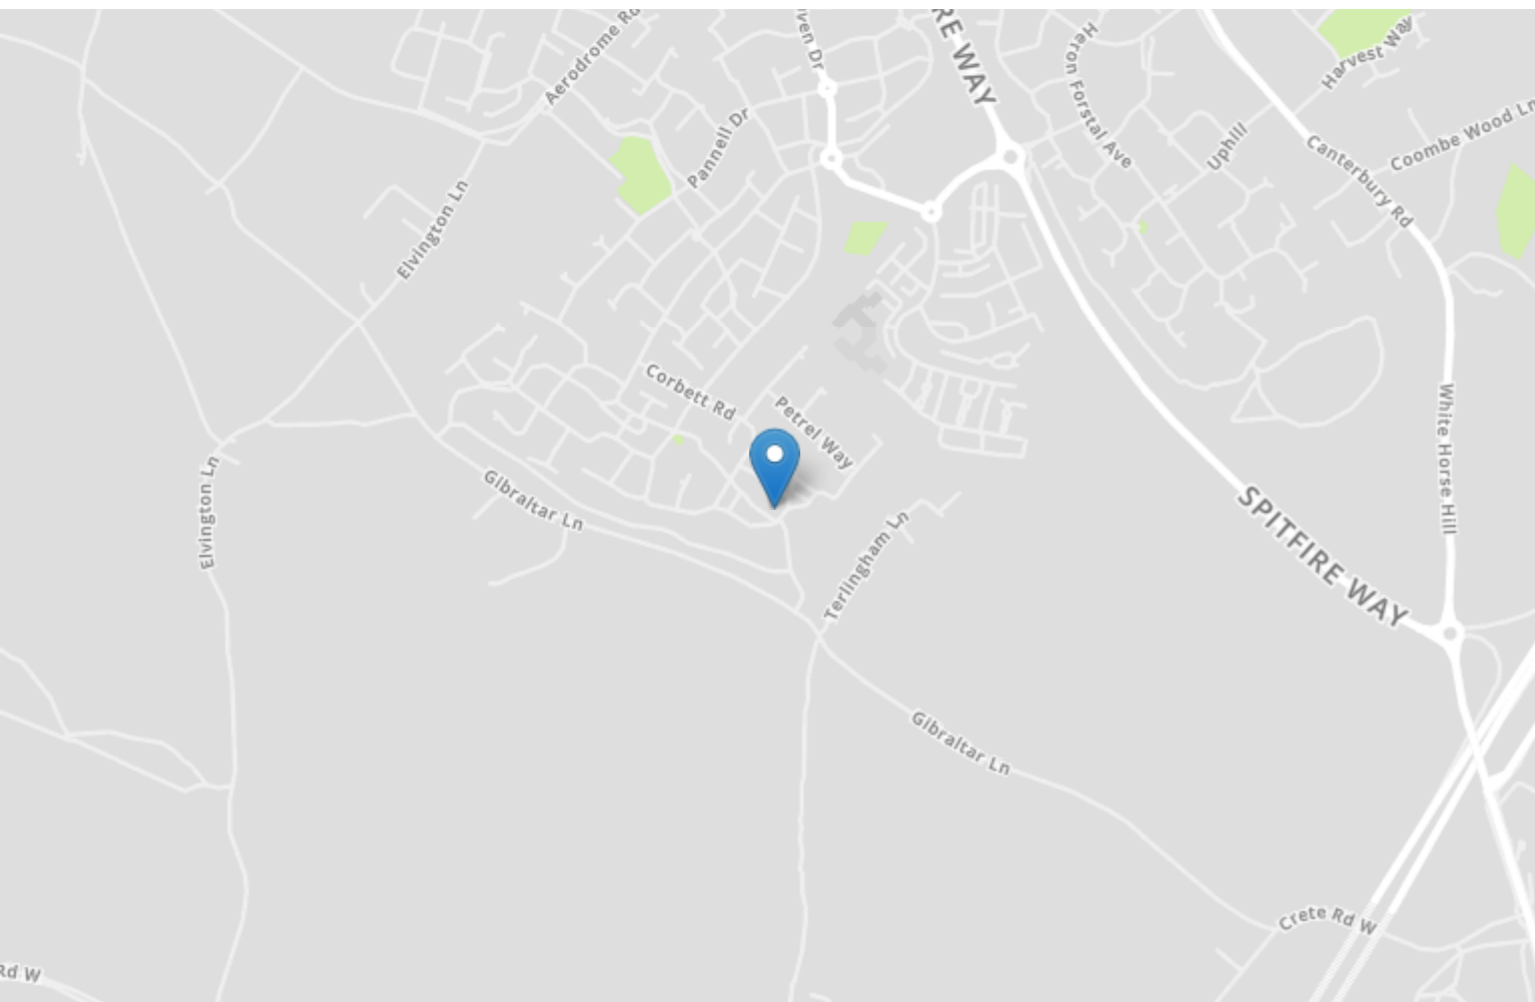 Aerodrome Rd
ven Dr
RE WAY
Heron Forstal Ave
Harvest Way
Pannell Dr
Uphill
Canterbury Rd
Coombe Wood Ln
Elvington Ln
Corbett Rd
Petrel Way
White Horse Hill
Elvington Ln
Gibraltar Ln
Terlingham Ln
SPITFIRE WAY
Gibraltar Ln
Crete Rd W
Rd W